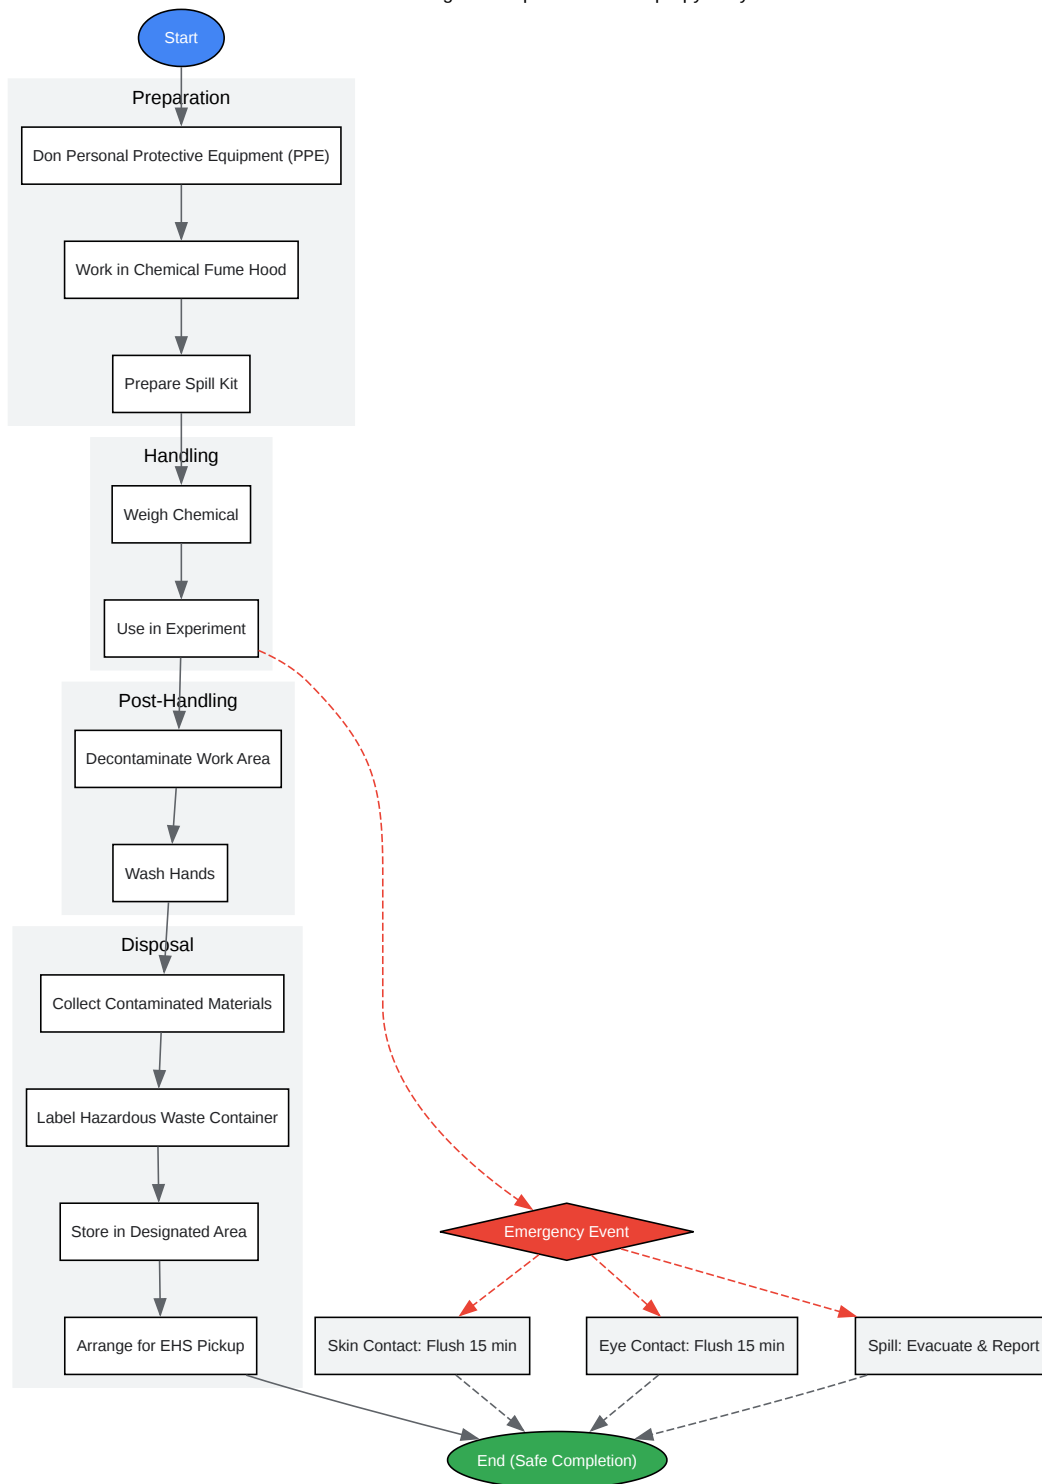 Start
Preparation
Don Personal Protective Equipment (PPE)
Work in Chemical Fume Hood
Prepare Spill Kit
Handling
Weigh Chemical
Use in Experiment
Post-Handling
Decontaminate Work Area
Wash Hands
Disposal
Collect Contaminated Materials
Label Hazardous Waste Container
Store in Designated Area
Emergency Event
Arrange for EHS Pickup
Skin Contact: Flush 15 min
Eye Contact: Flush 15 min
Spill: Evacuate & Report
End (Safe Completion)